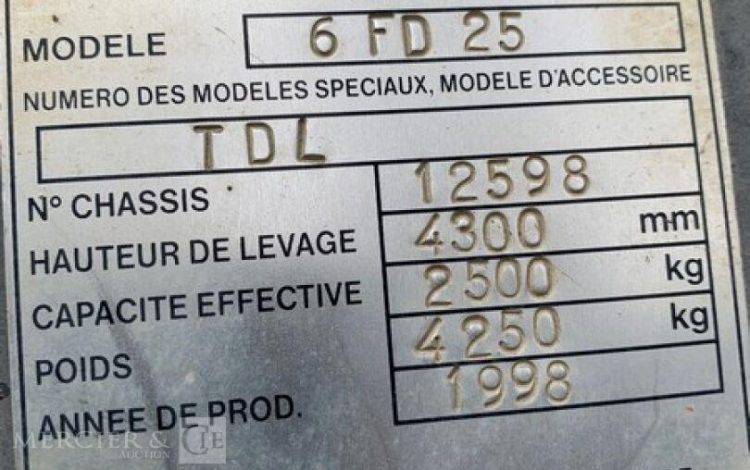 MODELE 6 FD 25
NUMERO DES MODELES SPECIAUX, MODELE D'ACCESSOIRE
TDL
N° CHASSIS 12598
HAUTEUR DE LEVAGE 4300 mm
CAPACITE EFFECTIVE 2500 kg
POIDS 4250 kg
ANNEE DE PROD. 1998
MERCIER & CIE
AUCTION